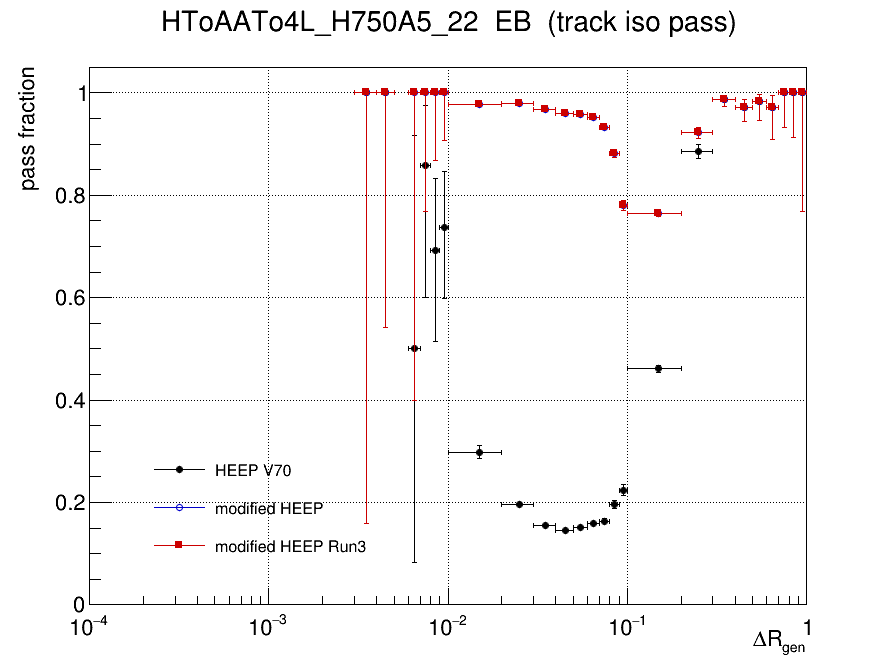 HToAATo4L_H750A5_22 EB (track iso pass)
pass fraction
1
0.8
0.6
0.4
0.2
0
HEEP V70
modified HEEP
modified HEEP Run3
10−4 10−3 10−2 10−1 1
ΔRgen